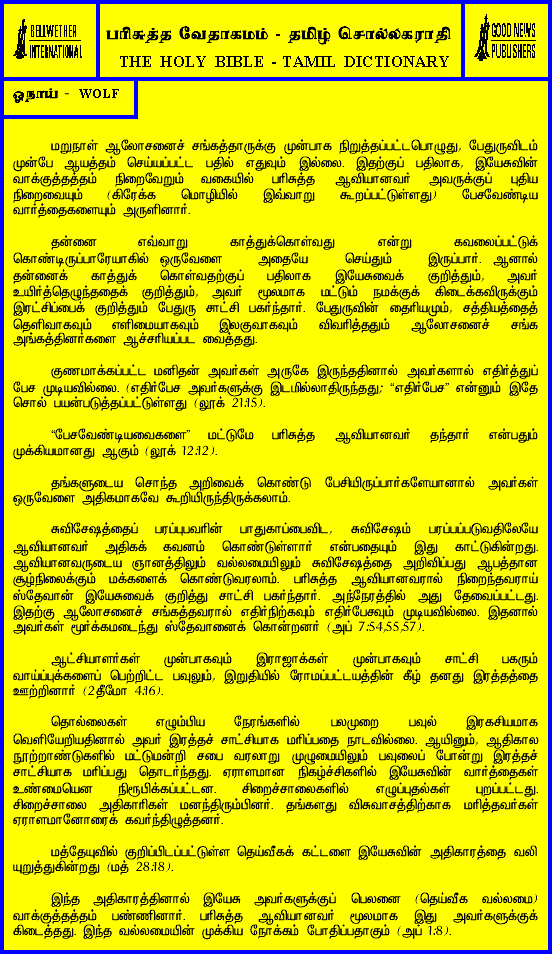 BELLWETHER
INTERNATIONAL
பரிசுத்த வேதாகமம் - தமிழ் சொல்லகராதி
THE HOLY BIBLE - TAMIL DICTIONARY
GOOD NEWS
PUBLISHERS
ஓநாய் - WOLF
மறுநாள் ஆலோசனைச் சங்கத்தாருக்கு முன்பாக நிறுத்தப்பட்டபொழுது, பேதுருவிடம்
முன்பே ஆயத்தம் செய்யப்பட்ட பதில் எதுவும் இல்லை. இதற்குப் பதிலாக, இயேசுவின்
வாக்குத்தத்தம் நிறைவேறும் வகையில் பரிசுத்த ஆவியானவர் அவருக்குப் புதிய
நிறைவையும் (கிரேக்க மொழியில் இவ்வாறு கூறப்பட்டுள்ளது) பேசவேண்டிய
வார்த்தைகளையும் அருளினார்.
தன்னை எவ்வாறு காத்துக்கொள்வது என்று கவலைப்பட்டுக்
கொண்டிருப்பாரேயாகில் ஒருவேளை அதையே செய்தும் இருப்பார். ஆனால்
தன்னைக் காத்துக் கொள்வதற்குப் பதிலாக இயேசுவைக் குறித்தும், அவர்
உயிர்த்தெழுந்ததைக் குறித்தும், அவர் மூலமாக மட்டும் நமக்குக் கிடைக்கவிருக்கும்
இரட்சிப்பைக் குறித்தும் பேதுரு சாட்சி பகர்ந்தார். பேதுருவின் தைரியமும், சத்தியத்தைத்
தெளிவாகவும் எளிமையாகவும் இலகுவாகவும் விவரித்ததும் ஆலோசனைச் சங்க
அங்கத்தினர்களை ஆச்சரியப்பட வைத்தது.
குணமாக்கப்பட்ட மனிதன் அவர்கள் அருகே இருந்ததினால் அவர்களால் எதிர்த்துப்
பேச முடியவில்லை. (எதிர்பேச அவர்களுக்கு இடமில்லாதிருந்தது; "எதிர்பேச" என்னும் இதே
சொல் பயன்படுத்தப்பட்டுள்ளது (லூக் 21:15).
"பேசவேண்டியவைகளை" மட்டுமே பரிசுத்த ஆவியானவர் தந்தார் என்பதும்
முக்கியமானது ஆகும் (லூக் 12:12).
தங்களுடைய சொந்த அறிவைக் கொண்டு பேசியிருப்பார்களேயானால் அவர்கள்
ஒருவேளை அதிகமாகவே கூறியிருந்திருக்கலாம்.
சுவிசேஷத்தைப் பரப்புபவரின் பாதுகாப்பைவிட, சுவிசேஷம் பரப்பப்படுவதிலேயே
ஆவியானவர் அதிகக் கவனம் கொண்டுள்ளார் என்பதையும் இது காட்டுகின்றது.
ஆவியானவருடைய ஞானத்திலும் வல்லமையிலும் சுவிசேஷத்தை அறிவிப்பது ஆபத்தான
சூழ்நிலைக்கும் மக்களைக் கொண்டுவரலாம். பரிசுத்த ஆவியானவரால் நிறைந்தவராய்
ஸ்தேவான் இயேசுவைக் குறித்து சாட்சி பகர்ந்தார். அந்நேரத்தில் அது தேவைப்பட்டது.
இதற்கு ஆலோசனைச் சங்கத்தவரால் எதிர்நிற்கவும் எதிர்பேசவும் முடியவில்லை. இதனால்
அவர்கள் மூர்க்கமடைந்து ஸ்தேவானைக் கொன்றனர் (அப் 7:54,55,57).
ஆட்சியாளர்கள் முன்பாகவும் இராஜாக்கள் முன்பாகவும் சாட்சி பகரும்
வாய்ப்புக்களைப் பெற்றிட்ட பவுலும், இறுதியில் ரோமப்பட்டயத்தின் கீழ் தனது இரத்தத்தை
ஊற்றினார் (2தீமோ 4:16).
தொல்லைகள் எழும்பிய நேரங்களில் பலமுறை பவுல் இரகசியமாக
வெளியேறியதினால் அவர் இரத்தச் சாட்சியாக மரிப்பதை நாடவில்லை. ஆயினும், ஆதிகால
நூற்றாண்டுகளில் மட்டுமன்றி சபை வரலாறு முழுமையிலும் பவுலைப் போன்று இரத்தச்
சாட்சியாக மரிப்பது தொடர்ந்தது. ஏராளமான நிகழ்ச்சிகளில் இயேசுவின் வார்த்தைகள்
உண்மையென நிரூபிக்கப்பட்டன. சிறைச்சாலைகளில் எழுப்புதல்கள் புறப்பட்டது.
சிறைச்சாலை அதிகாரிகள் மனந்திரும்பினர். தங்களது விசுவாசத்திற்காக மரித்தவர்கள்
ஏராளமானோரைக் கவர்ந்திழுத்தனர்.
மத்தேயுவில் குறிப்பிடப்பட்டுள்ள தெய்வீகக் கட்டளை இயேசுவின் அதிகாரத்தை வலி
யுறுத்துகின்றது (மத் 28:18).
இந்த அதிகாரத்தினால் இயேசு அவர்களுக்குப் பெலனை (தெய்வீக வல்லமை)
வாக்குத்தத்தம் பண்ணினார். பரிசுத்த ஆவியானவர் மூலமாக இது அவர்களுக்குக்
கிடைத்தது. இந்த வல்லமையின் முக்கிய நோக்கம் போதிப்பதாகும் (அப் 1:8).